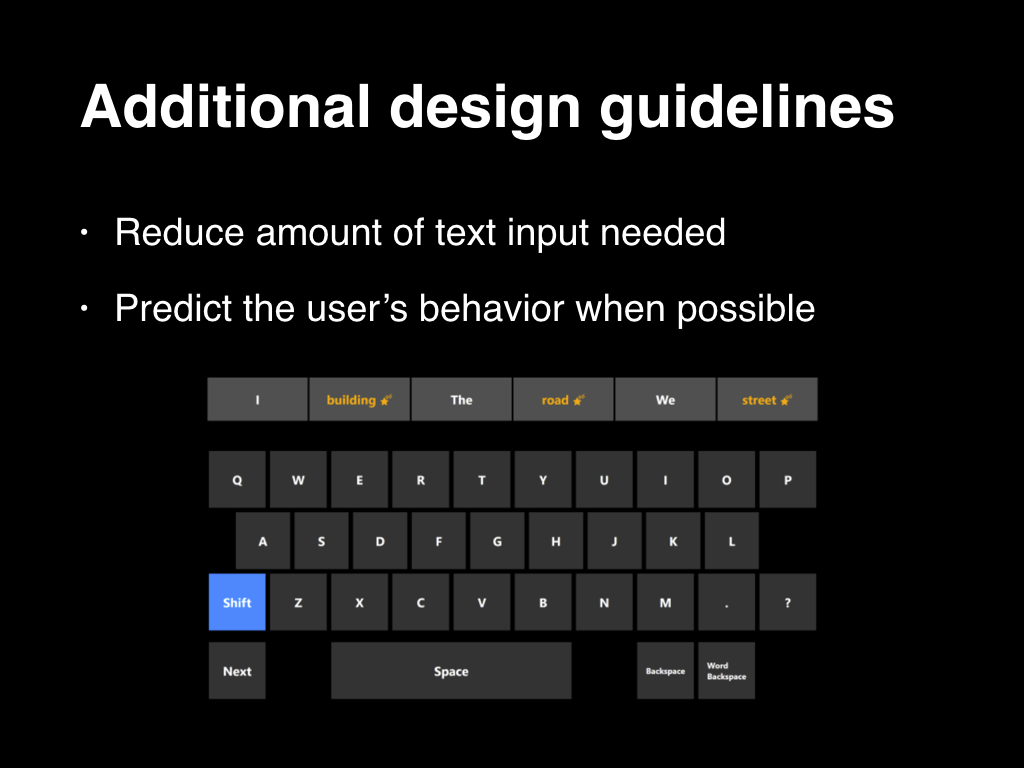 Additional design guidelines
• Reduce amount of text input needed
• Predict the user’s behavior when possible
I building The road We street
Q W E R T Y U I O P
A S D F G H J K L
Shift Z X C V B N M . ?
Next Space Backspace Word Backspace